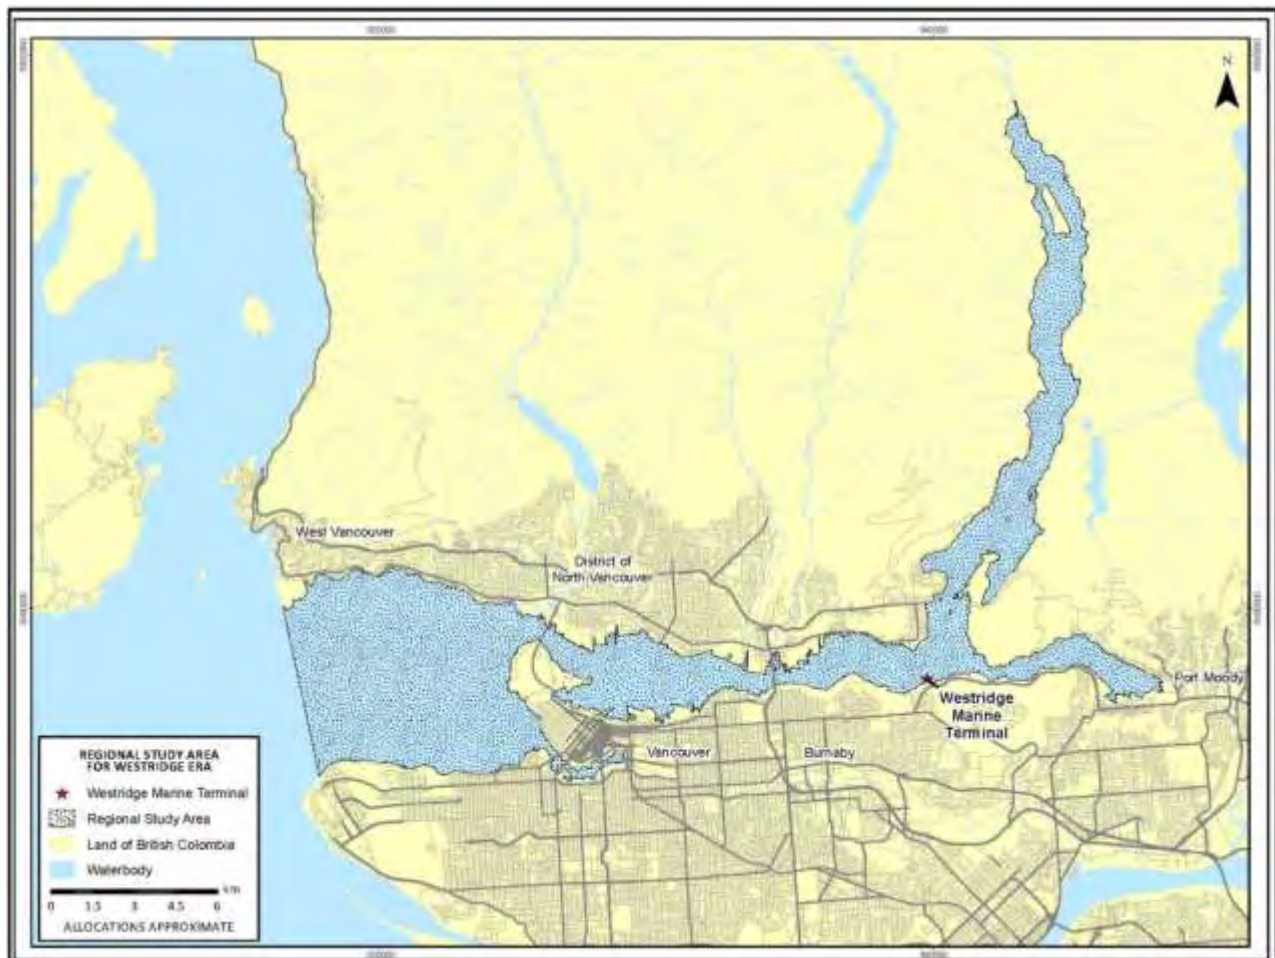 N
West Vancouver
District of
North Vancouver
Port Moody
Westridge
Marine
Terminal
Vancouver
Burnaby
REGIONAL STUDY AREA
FOR WESTRIDGE ERA
Westridge Marine Terminal
Regional Study Area
Land of British Colombia
Waterbody
km
0 1.5 3 4.5 6
ALLOCATIONS APPROXIMATE